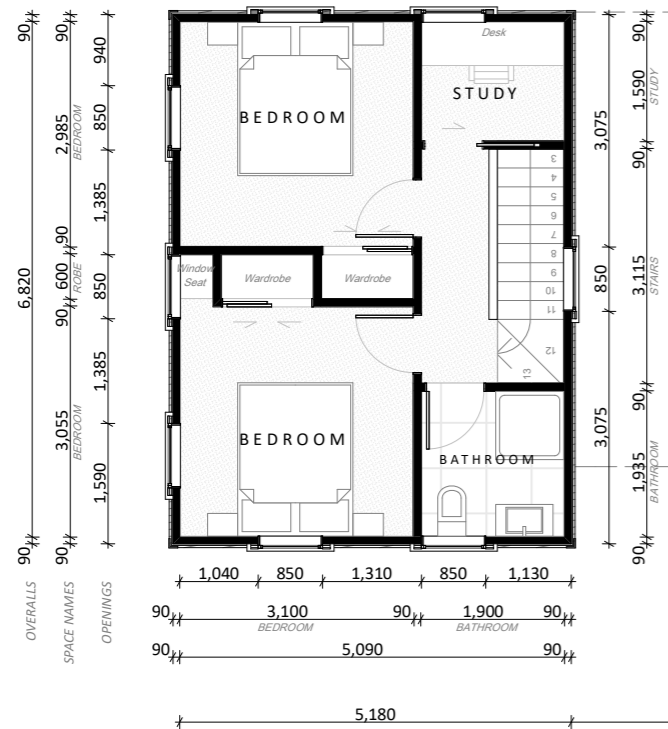 Desk
STUDY
BEDROOM
3
4
5
6
7
8
9
10
11
12
13
Window
Seat
Wardrobe
Wardrobe
BEDROOM
BATHROOM
90
6,820
90
OVERALLS
90
2,985
BEDROOM
90
600
ROBE
90
3,055
BEDROOM
90
SPACE NAMES
940
850
1,385
850
1,385
1,590
OPENINGS
3,075
850
3,075
90
1,590
STUDY
90
3,115
STAIRS
90
1,935
BATHROOM
90
1,040 850 1,310 850 1,130
90 3,100 90 1,900 90
BEDROOM BATHROOM
90 5,090 90
5,180